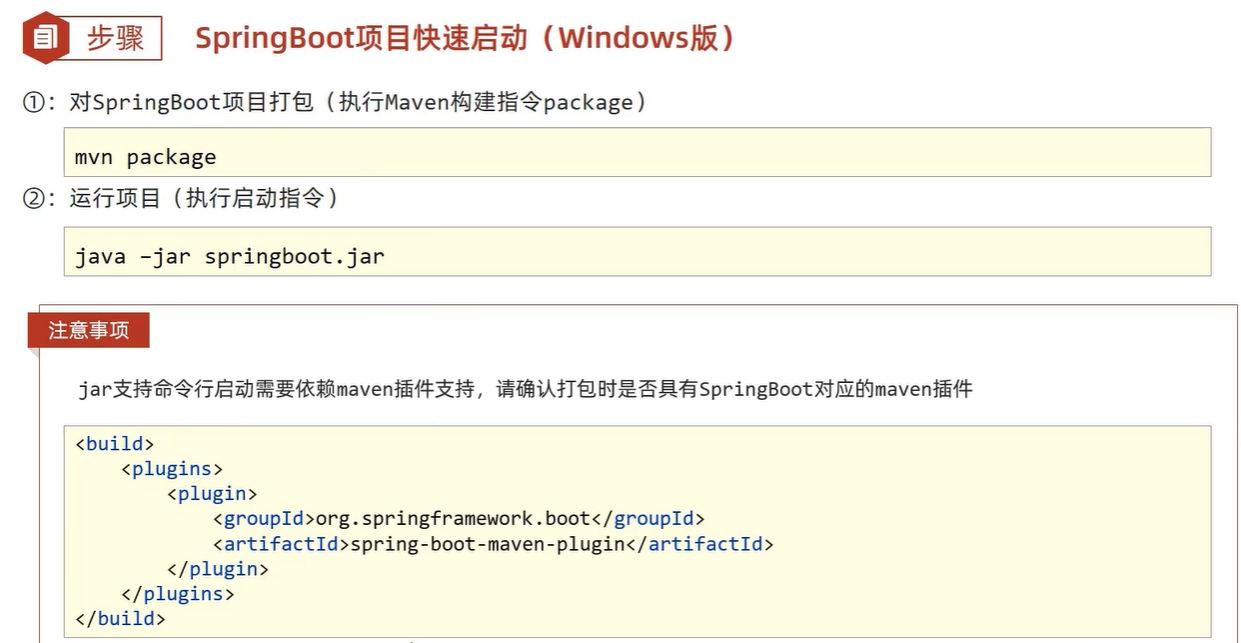 步骤 SpringBoot项目快速启动（Windows版）
①：对SpringBoot项目打包（执行Maven构建指令package）
mvn package
②：运行项目（执行启动指令）
java –jar springboot.jar
注意事项
jar支持命令行启动需要依赖maven插件支持，请确认打包时是否具有SpringBoot对应的maven插件
<build>
    <plugins>
        <plugin>
            <groupId>org.springframework.boot</groupId>
            <artifactId>spring-boot-maven-plugin</artifactId>
        </plugin>
    </plugins>
</build>